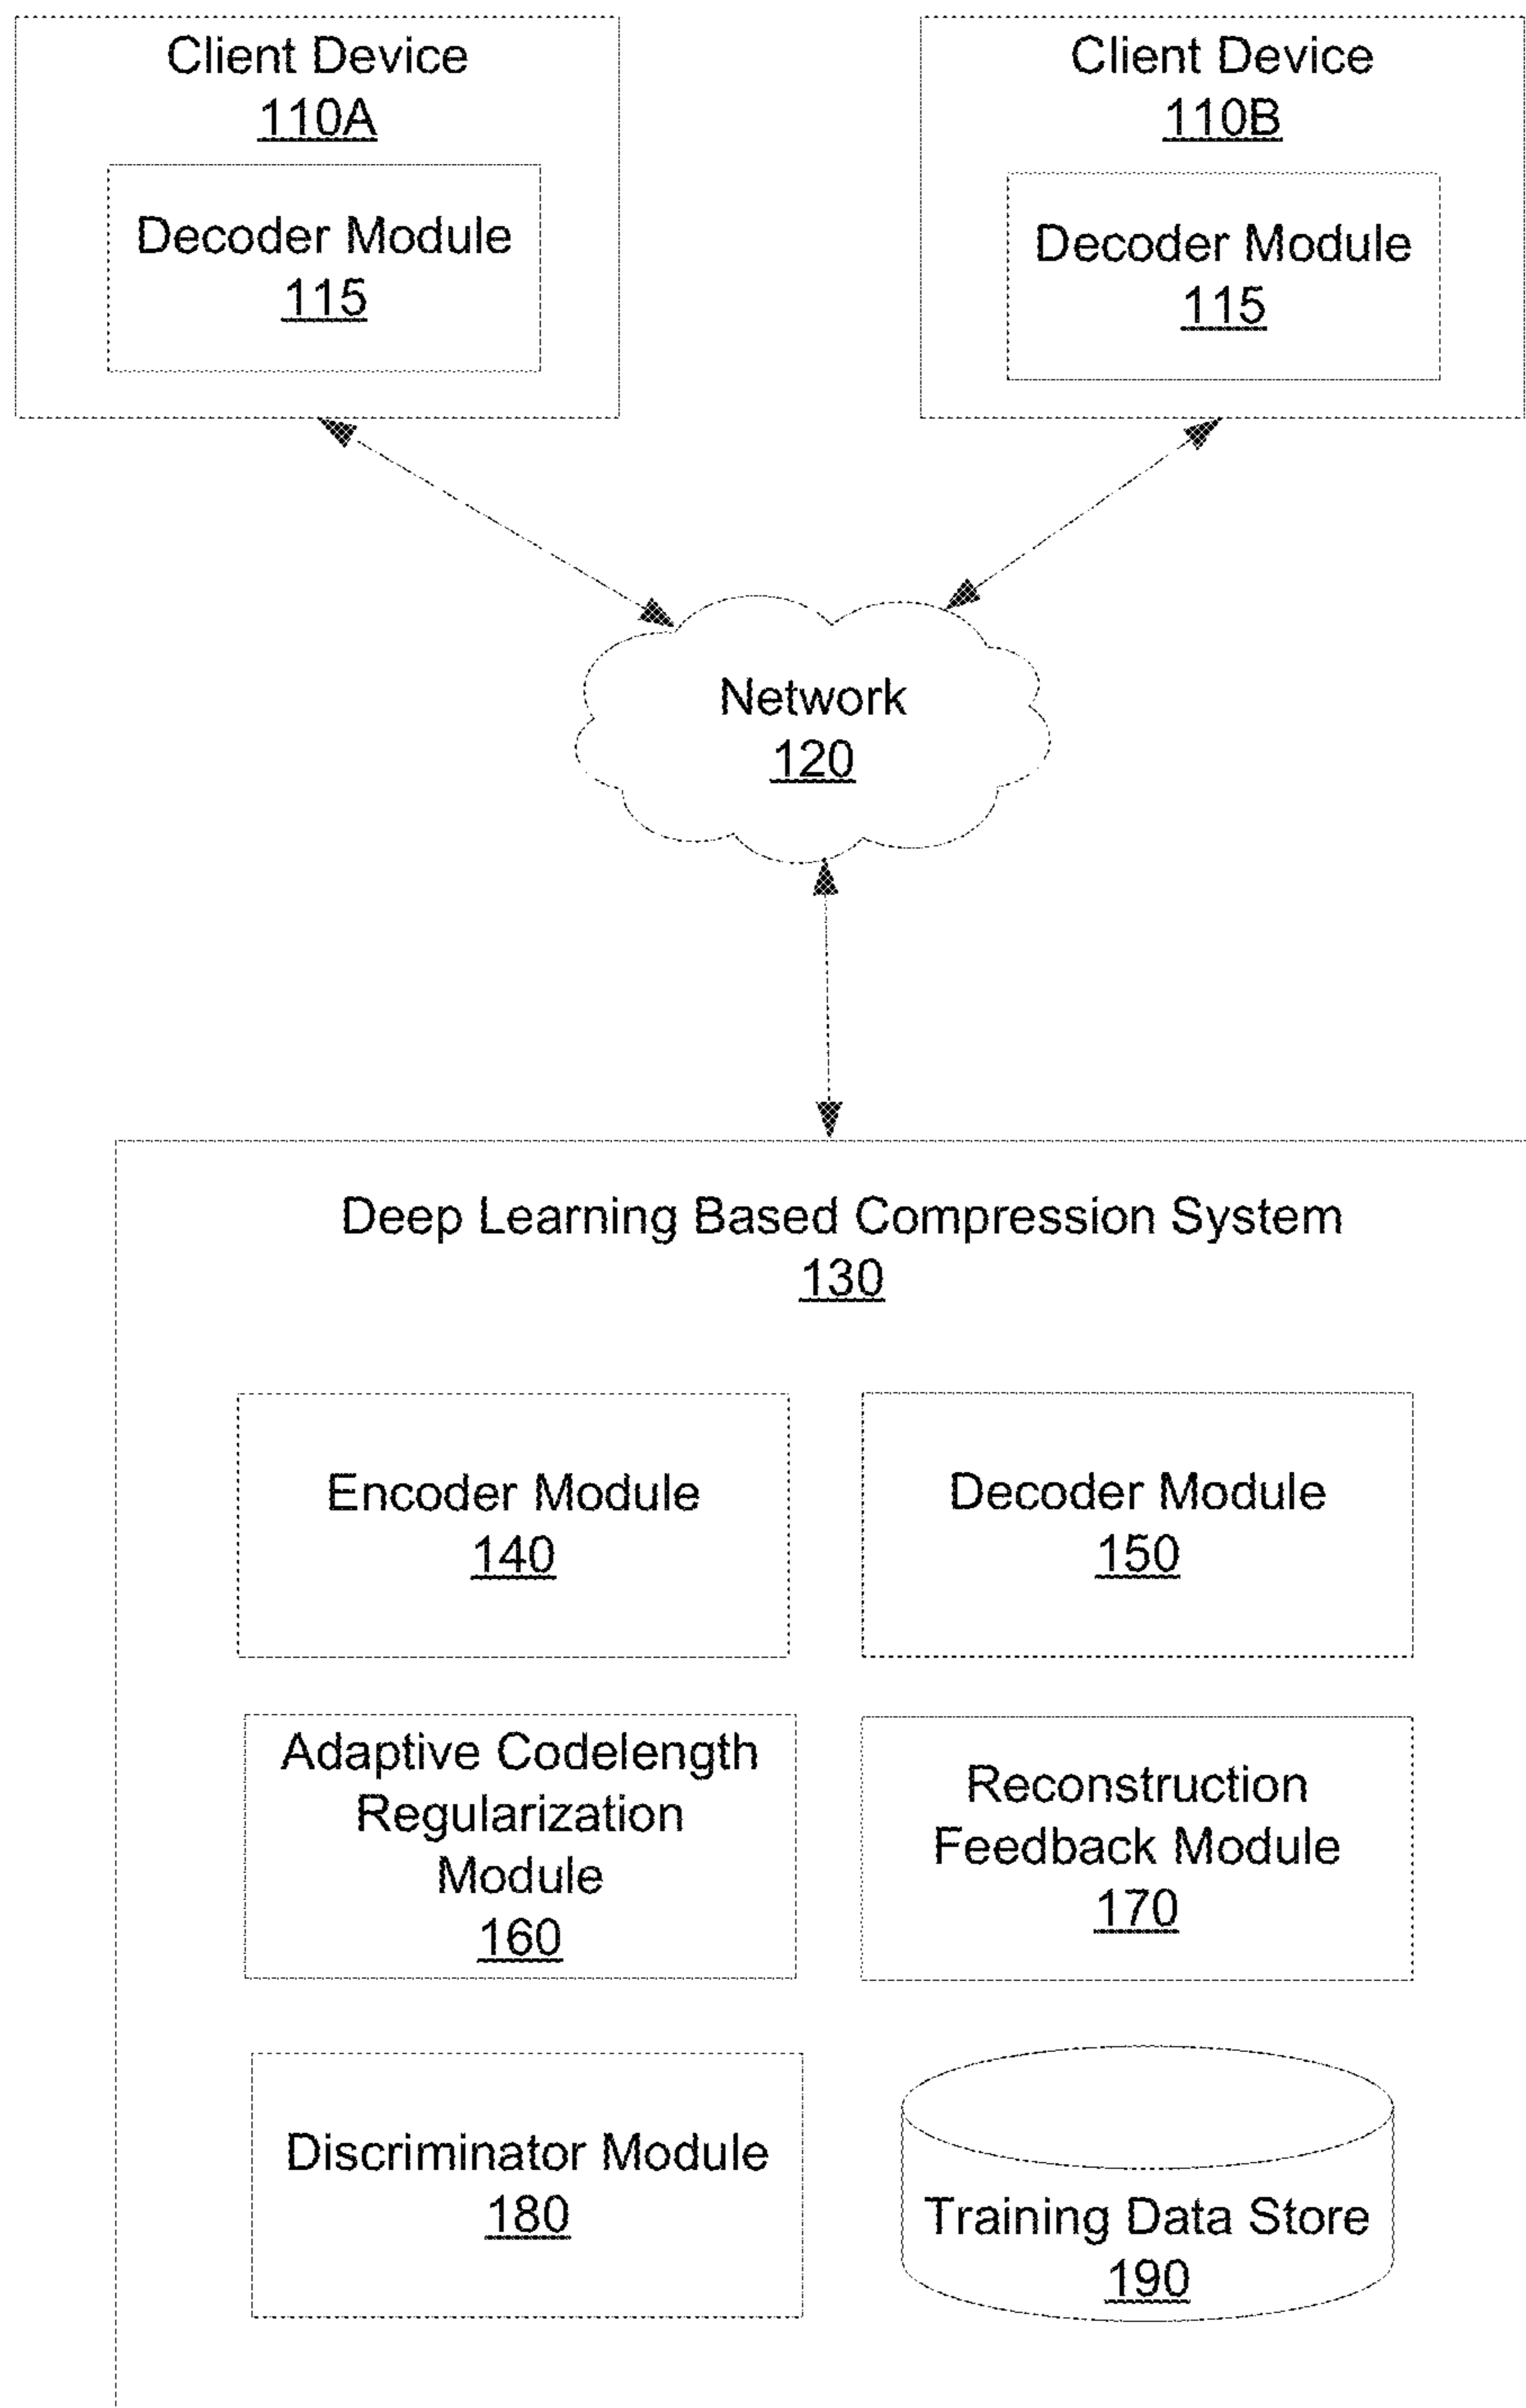 Client Device
110A
Decoder Module
115
Client Device
110B
Decoder Module
115
Network
120
Deep Learning Based Compression System
130
Encoder Module
140
Decoder Module
150
Adaptive Codelength
Regularization
Module
160
Reconstruction
Feedback Module
170
Discriminator Module
180
Training Data Store
190